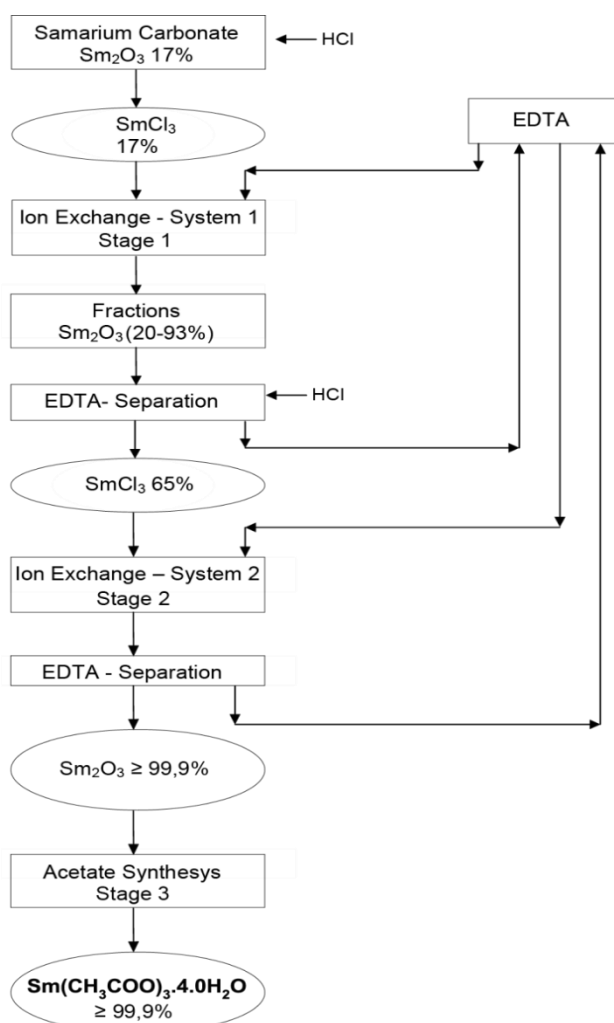 Samarium Carbonate
Sm₂O₃ 17%
HCl
SmCl₃
17%
EDTA
Ion Exchange - System 1
Stage 1
Fractions
Sm₂O₃ (20-93%)
EDTA- Separation
HCl
SmCl₃ 65%
Ion Exchange – System 2
Stage 2
EDTA - Separation
Sm₂O₃ ≥ 99,9%
Acetate Synthesys
Stage 3
Sm(CH₃COO)₃.4.0H₂O
≥ 99,9%